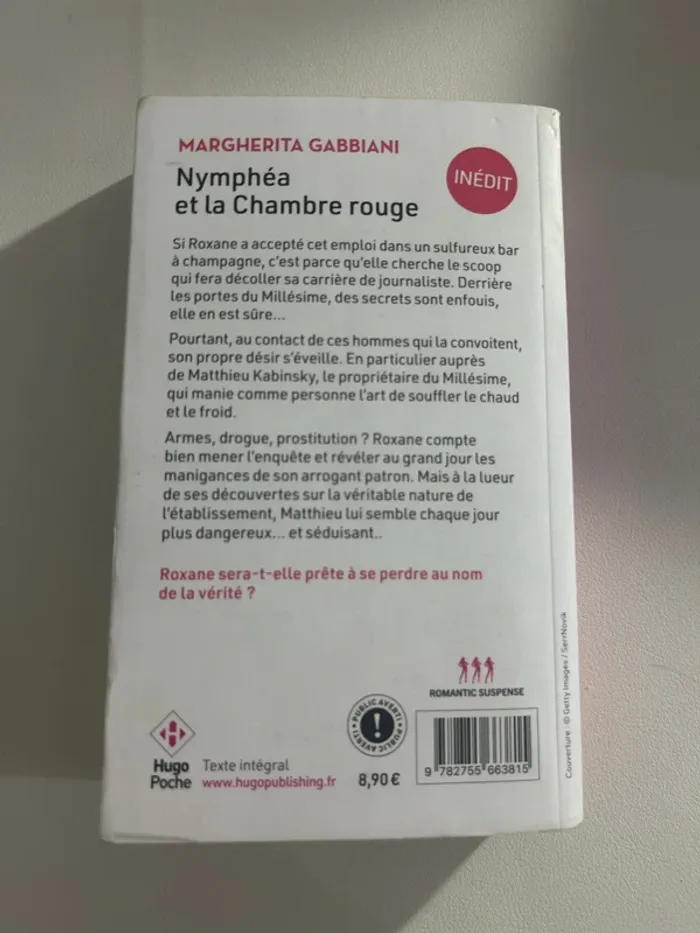 MARGHERITA GABBIANI
Nymphéa
et la Chambre rouge
INÉDIT
Si Roxane a accepté cet emploi dans un sulfureux bar
à champagne, c'est parce qu'elle cherche le scoop
qui fera décoller sa carrière de journaliste. Derrière
les portes du Millésime, des secrets sont enfouis,
elle en est sûre...
Pourtant, au contact de ces hommes qui la convoitent,
son propre désir s'éveille. En particulier auprès
de Matthieu Kabinsky, le propriétaire du Millésime,
qui manie comme personne l'art de souffler le chaud
et le froid.
Armes, drogue, prostitution ? Roxane compte
bien mener l'enquête et révéler au grand jour les
manigances de son arrogant patron. Mais à la lueur
de ses découvertes sur la véritable nature de
l'établissement, Matthieu lui semble chaque jour
plus dangereux... et séduisant..
Roxane sera-t-elle prête à se perdre au nom
de la vérité ?
ROMANTIC SUSPENSE
PUBLIC AVERTI • PUBLIC AVERTI •
!
Hugo
Poche
Texte intégral
www.hugopublishing.fr
8,90 €
9 782755 663815
Couverture : © Getty Images / SerrNovik